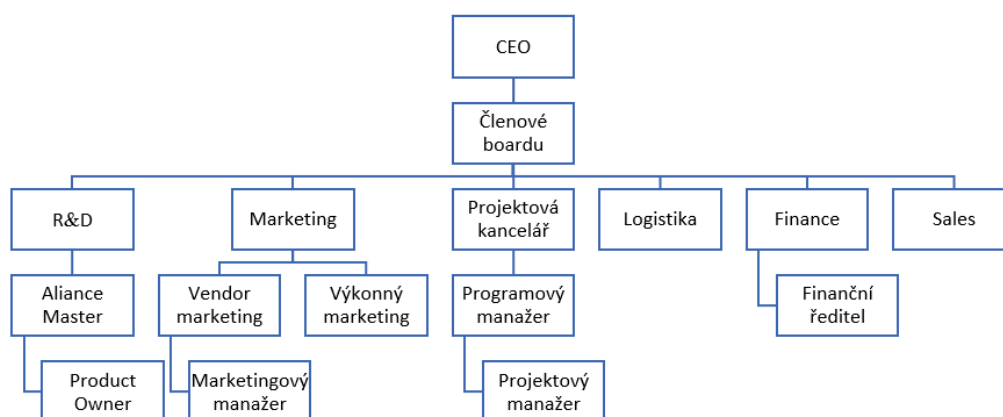 CEO
Členové
boardu
R&D
Marketing
Projektová
kancelář
Logistika
Finance
Sales
Aliance
Master
Vendor
marketing
Výkonný
marketing
Programový
manažer
Finanční
ředitel
Product
Owner
Marketingový
manažer
Projektový
manažer